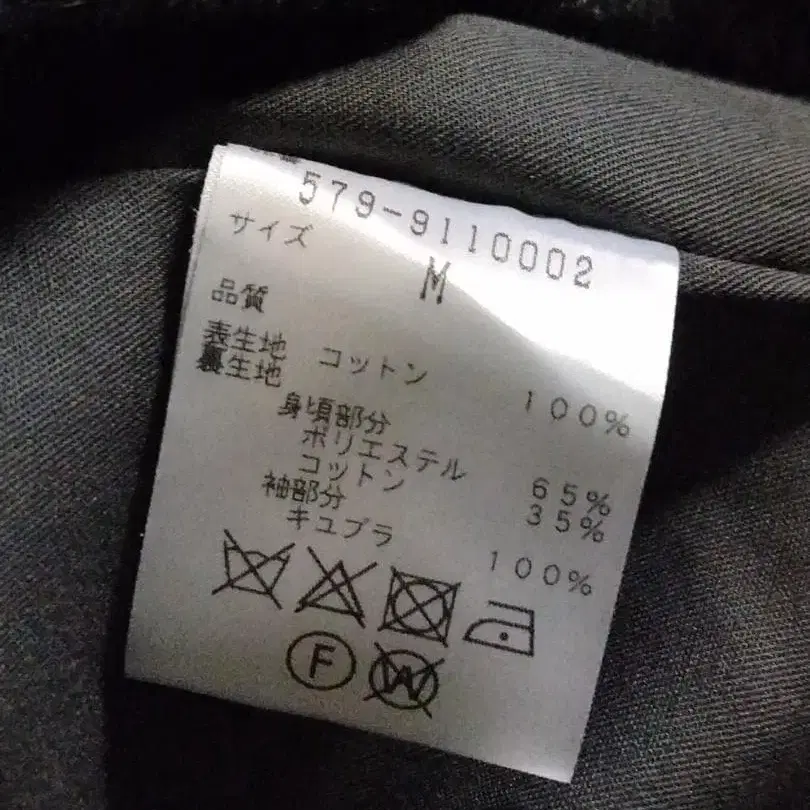 579-9110002
サイズ
M
品質
表生地 コットン 100%
裏生地
身頃部分
ポリエステル 65%
コットン 35%
袖部分
キュプラ 100%
F
W